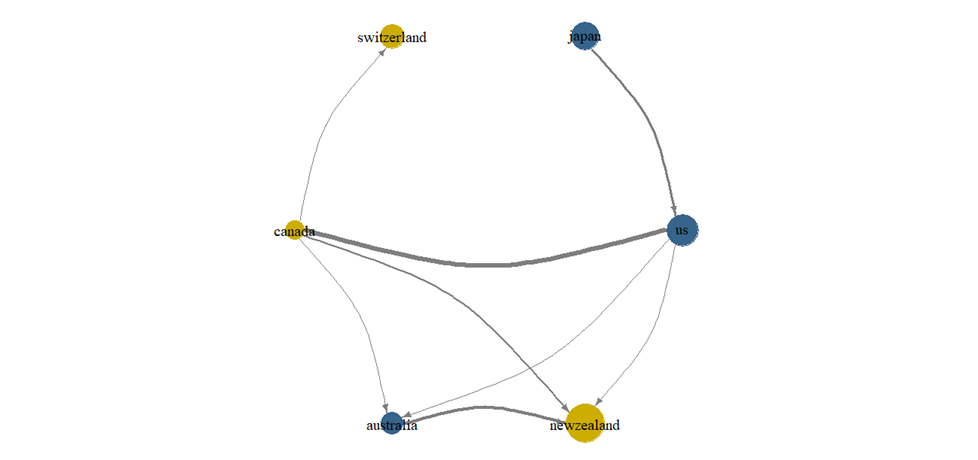 switzerland
japan
canada
us
australia
newzealand